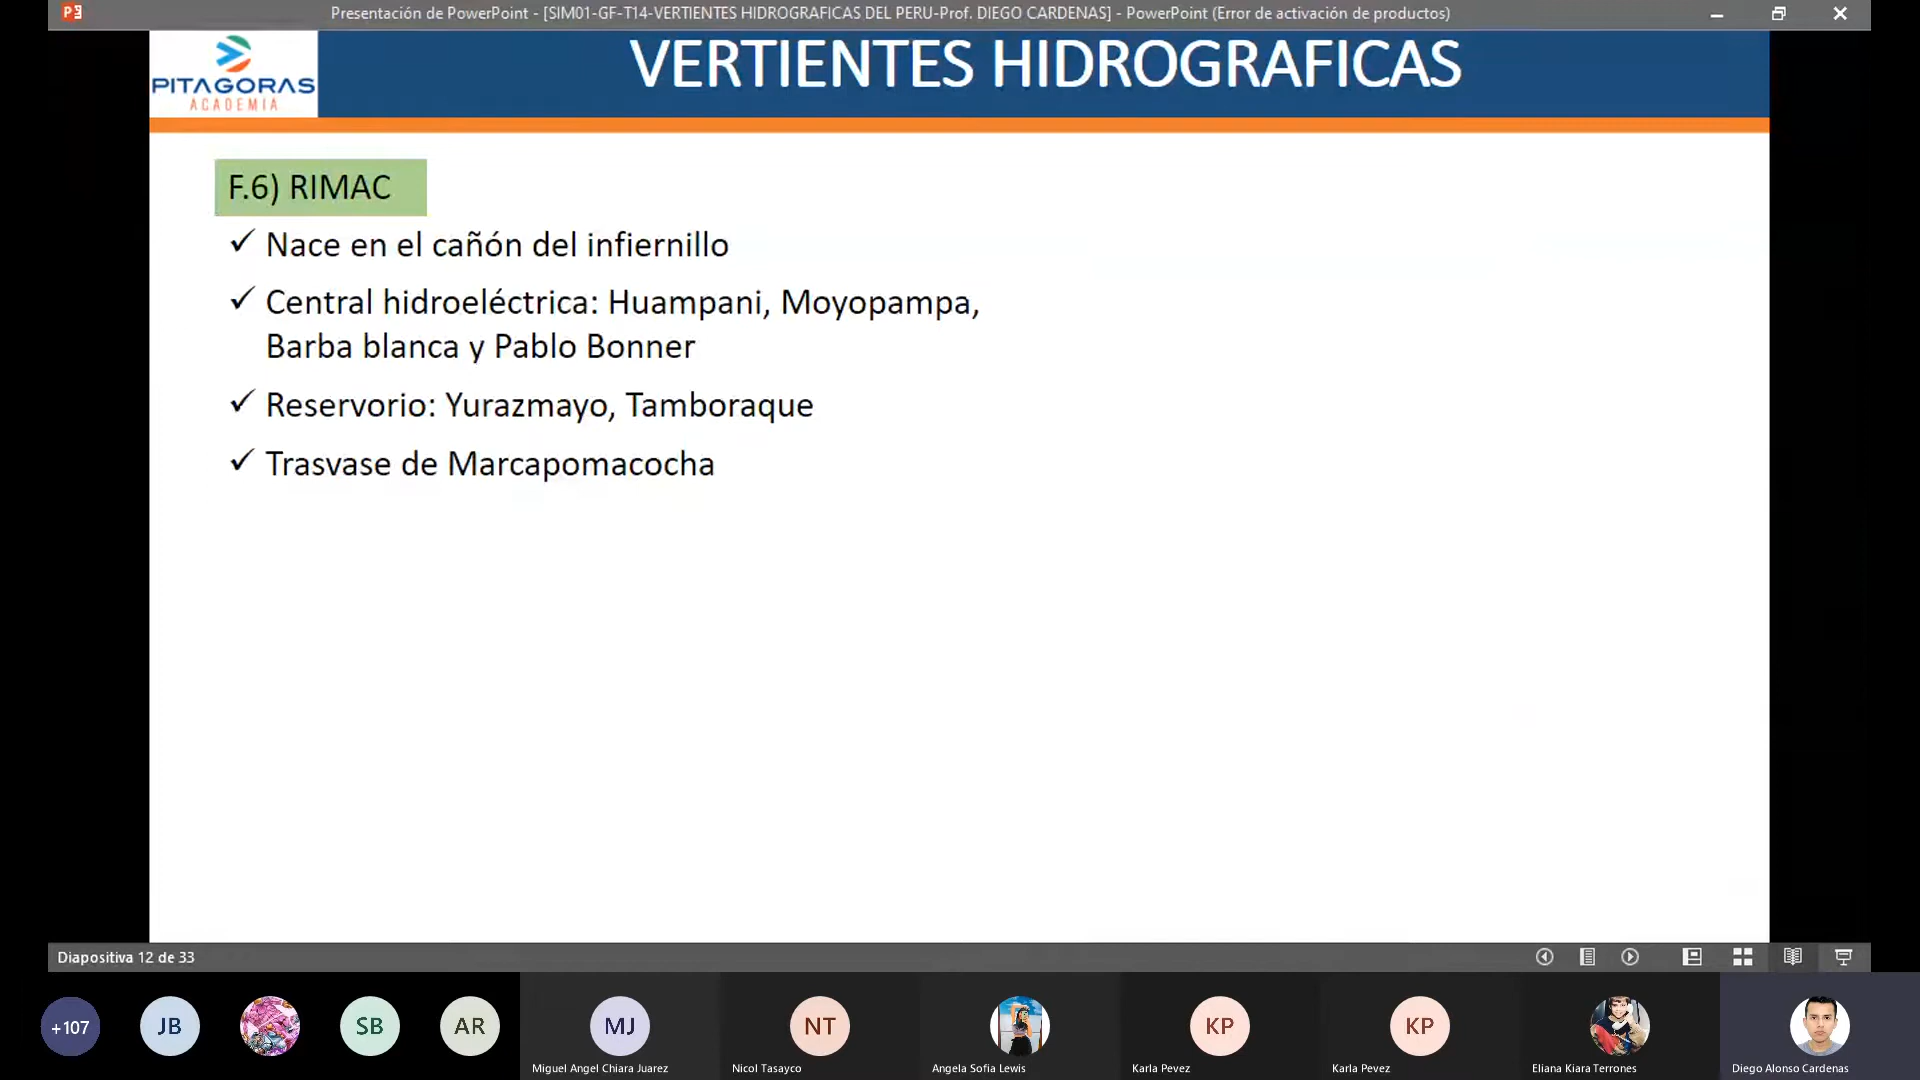 Presentación de PowerPoint - [SIM01-GF-T14-VERTIENTES HIDROGRAFICAS DEL PERU-Prof. DIEGO CARDENAS] - PowerPoint (Error de activación de productos)
PITAGORAS
ACADEMIA
VERTIENTES HIDROGRAFICAS
F.6) RIMAC
✓ Nace en el cañón del infiernillo
✓ Central hidroeléctrica: Huampani, Moyopampa,
Barba blanca y Pablo Bonner
✓ Reservorio: Yurazmayo, Tamboraque
✓ Trasvase de Marcapomacocha
Diapositiva 12 de 33
+107
JB
SB
AR
MJ
NT
KP
KP
Miguel Angel Chiara Juarez
Nicol Tasayco
Angela Sofia Lewis
Karla Pevez
Karla Pevez
Eliana Kiara Terrones
Diego Alonso Cardenas